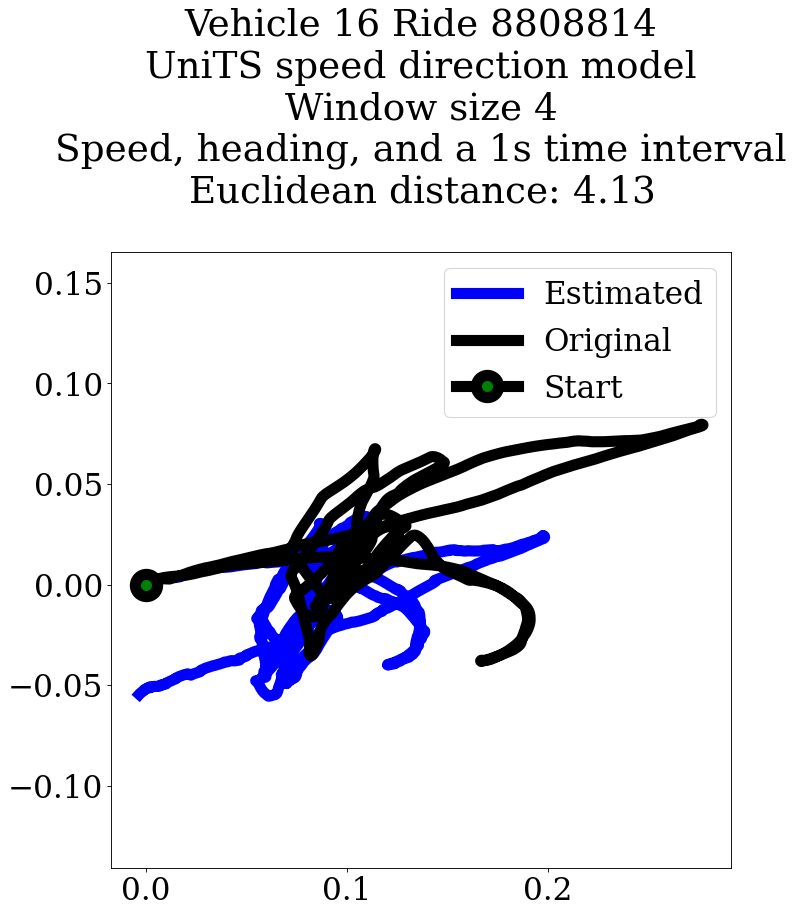 Vehicle 16 Ride 8808814
UniTS speed direction model
Window size 4
Speed, heading, and a 1s time interval
Euclidean distance: 4.13
Estimated
Original
Start
0.15
0.10
0.05
0.00
−0.05
−0.10
0.0 0.1 0.2